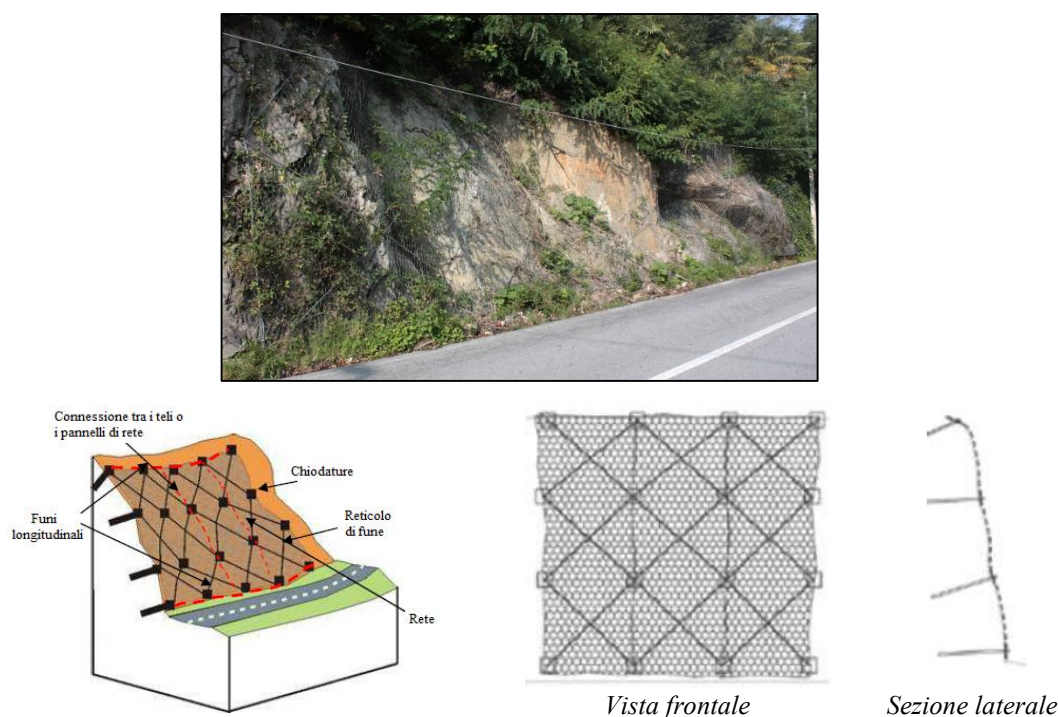 Connessione tra i teli o
i pannelli di rete
Chiodature
Funi
longitudinali
Reticolo
di fune
Rete
Vista frontale
Sezione laterale